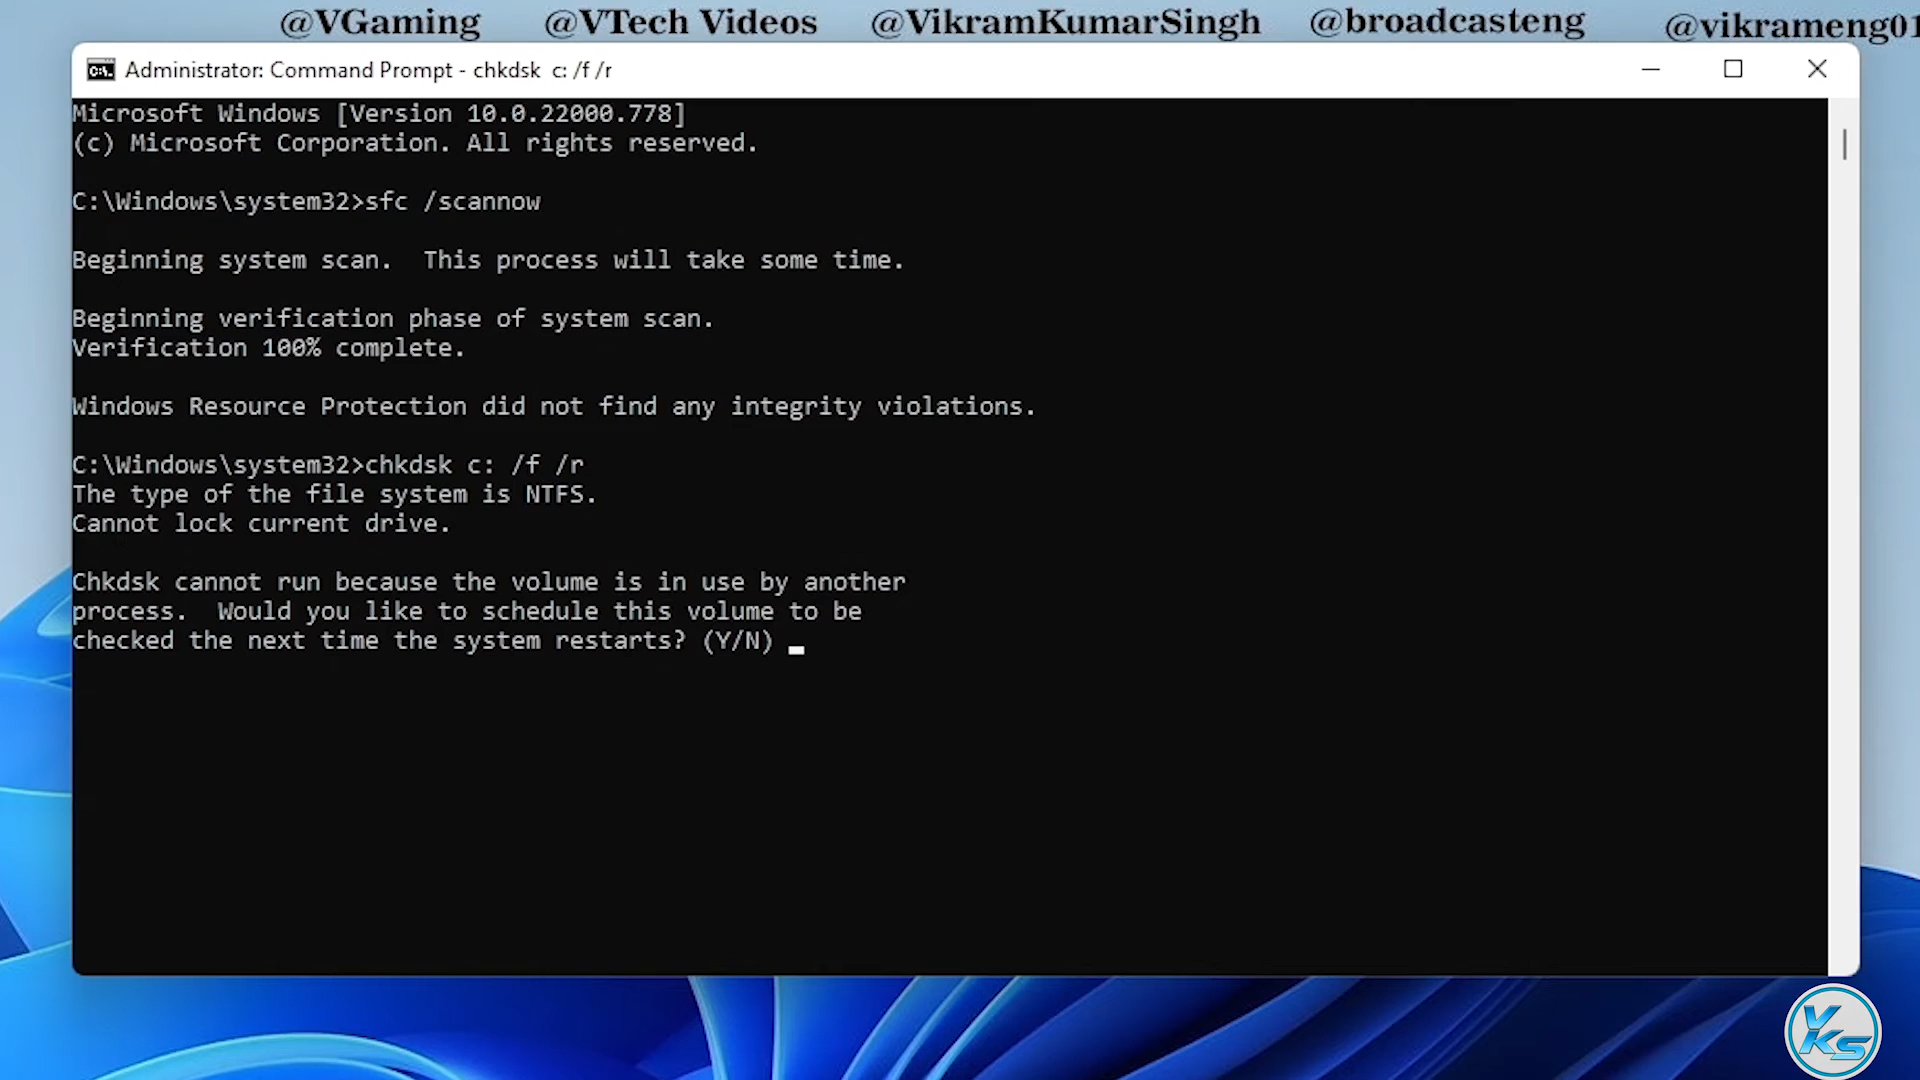 @VGaming @VTech Videos @VikramKumarSingh @broadcasteng @vikrameng01
Administrator: Command Prompt - chkdsk  c: /f /r
Microsoft Windows [Version 10.0.22000.778]
(c) Microsoft Corporation. All rights reserved.
C:\Windows\system32>sfc /scannow
Beginning system scan.  This process will take some time.
Beginning verification phase of system scan.
Verification 100% complete.
Windows Resource Protection did not find any integrity violations.
C:\Windows\system32>chkdsk c: /f /r
The type of the file system is NTFS.
Cannot lock current drive.
Chkdsk cannot run because the volume is in use by another
process.  Would you like to schedule this volume to be
checked the next time the system restarts? (Y/N)
VKS